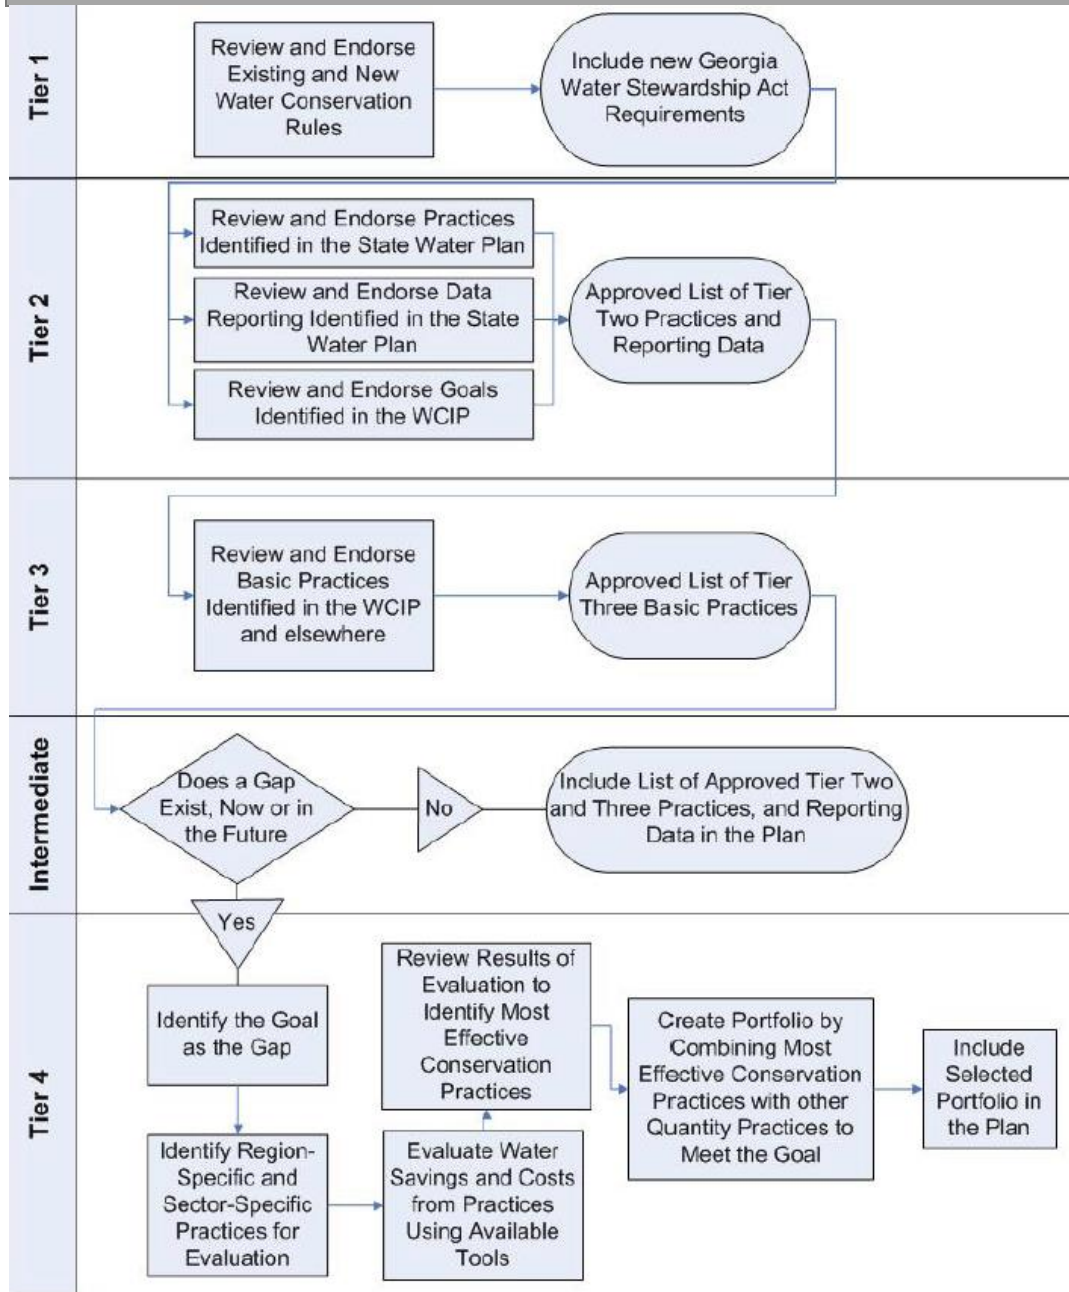 Tier 1
Review and Endorse
Existing and New
Water Conservation
Rules
Include new Georgia
Water Stewardship Act
Requirements
Tier 2
Review and Endorse Practices
Identified in the State Water Plan
Review and Endorse Data
Reporting Identified in the State
Water Plan
Review and Endorse Goals
Identified in the WCIP
Approved List of Tier
Two Practices and
Reporting Data
Tier 3
Review and Endorse
Basic Practices
Identified in the WCIP
and elsewhere
Approved List of Tier
Three Basic Practices
Intermediate
Does a Gap
Exist, Now or in
the Future
No
Include List of Approved Tier Two
and Three Practices, and Reporting
Data in the Plan
Yes
Tier 4
Identify the Goal
as the Gap
Identify Region-
Specific and
Sector-Specific
Practices for
Evaluation
Evaluate Water
Savings and Costs
from Practices
Using Available
Tools
Review Results of
Evaluation to
Identify Most
Effective
Conservation
Practices
Create Portfolio by
Combining Most
Effective Conservation
Practices with other
Quantity Practices to
Meet the Goal
Include
Selected
Portfolio in
the Plan